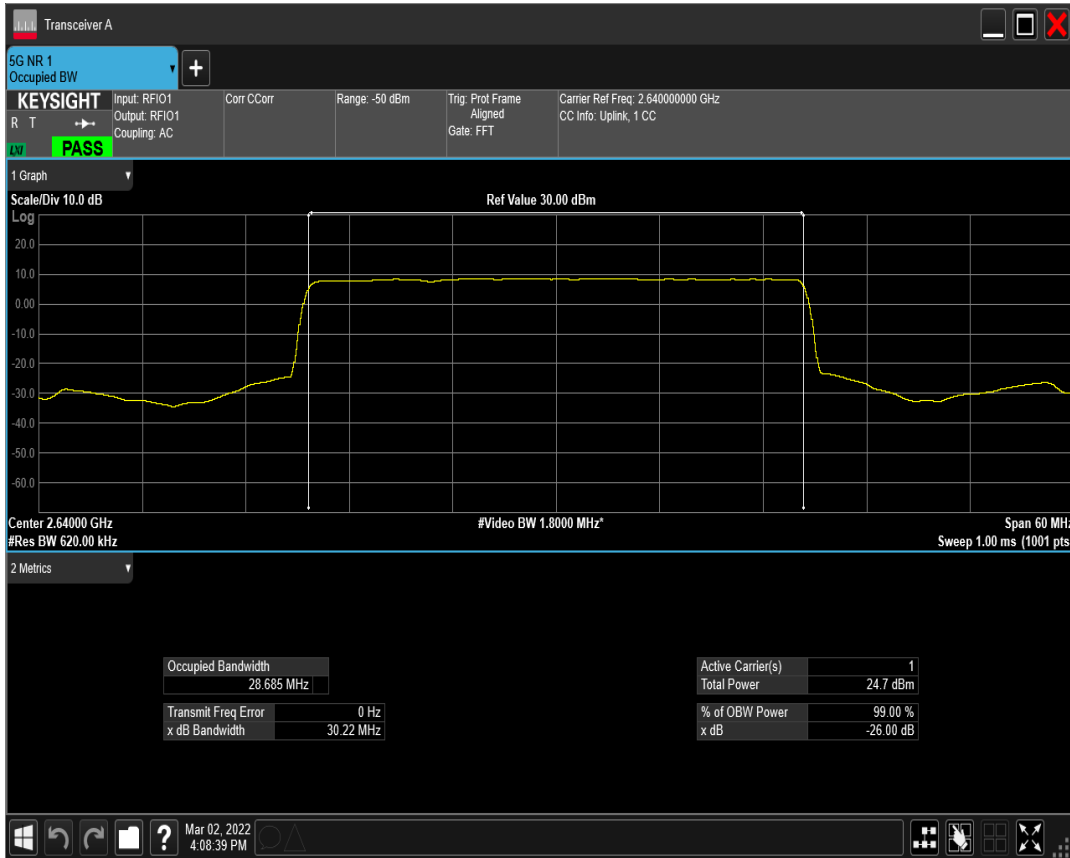 Transceiver A
5G NR 1
Occupied BW
KEYSIGHT
R T
LXI
PASS
Input: RFIO1
Output: RFIO1
Coupling: AC
Corr CCorr
Range: -50 dBm
Trig: Prot Frame
Aligned
Gate: FFT
Carrier Ref Freq: 2.640000000 GHz
CC Info: Uplink, 1 CC
1 Graph
Scale/Div 10.0 dB
Ref Value 30.00 dBm
Log
20.0
10.0
0.00
-10.0
-20.0
-30.0
-40.0
-50.0
-60.0
Center 2.64000 GHz
#Video BW 1.8000 MHz*
Span 60 MHz
#Res BW 620.00 kHz
Sweep 1.00 ms (1001 pts
2 Metrics
Occupied Bandwidth
28.685 MHz
Transmit Freq Error 0 Hz
x dB Bandwidth 30.22 MHz
Active Carrier(s) 1
Total Power 24.7 dBm
% of OBW Power 99.00 %
x dB -26.00 dB
?
Mar 02, 2022
4:08:39 PM